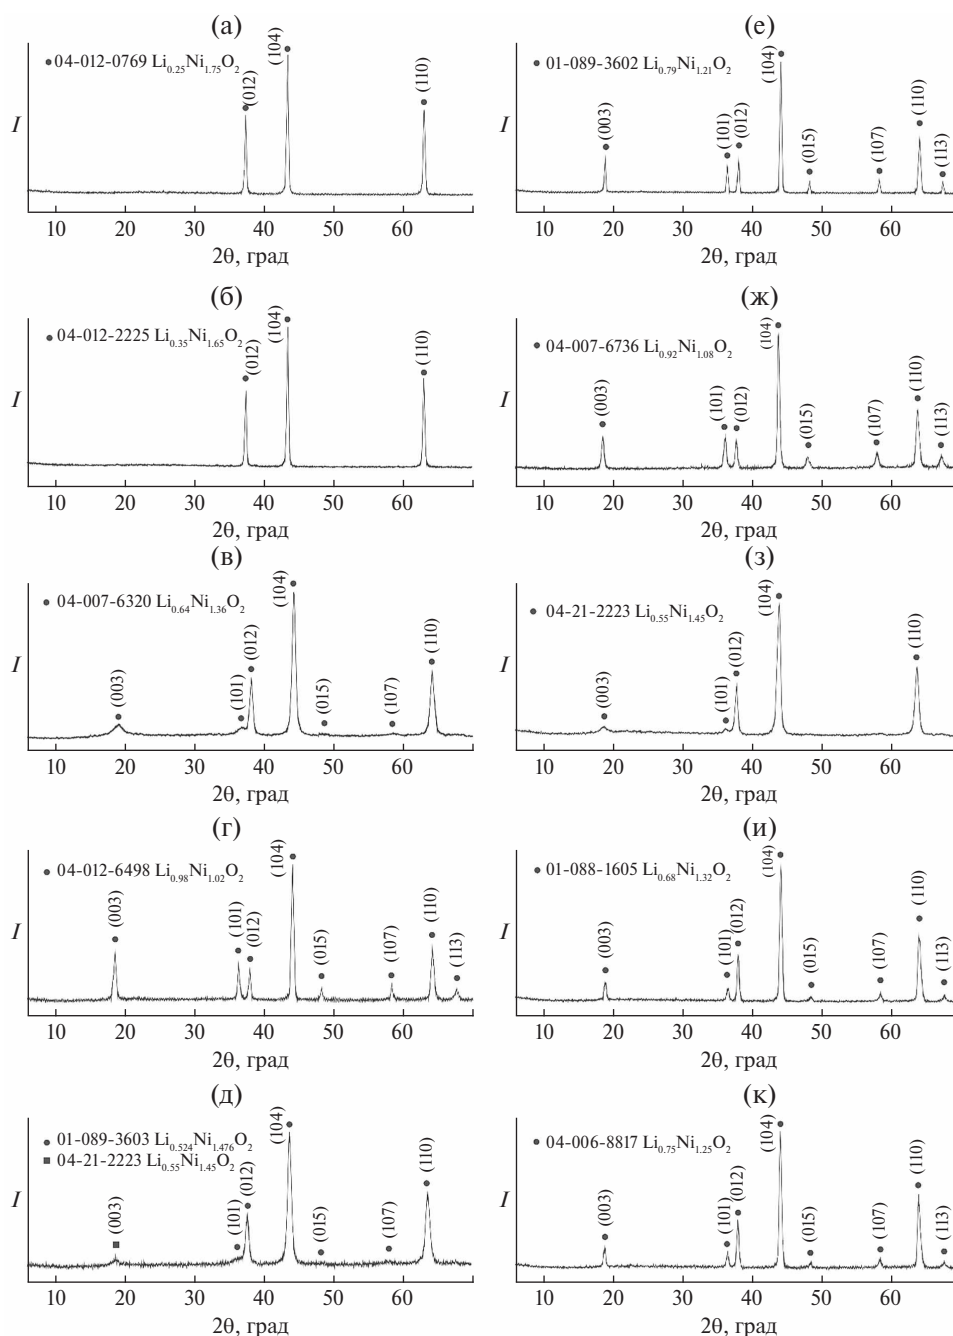 (а)
04-012-0769 Li0.25Ni1.75O2
(012)
(104)
(110)
I
10 20 30 40 50 60
2θ, град
(е)
01-089-3602 Li0.79Ni1.21O2
(003)
(101)
(012)
(104)
(015)
(107)
(110)
(113)
I
10 20 30 40 50 60
2θ, град
(б)
04-012-2225 Li0.35Ni1.65O2
(012)
(104)
(110)
I
10 20 30 40 50 60
2θ, град
(ж)
04-007-6736 Li0.92Ni1.08O2
(003)
(101)
(012)
(104)
(015)
(107)
(110)
(113)
I
10 20 30 40 50 60
2θ, град
(в)
04-007-6320 Li0.64Ni1.36O2
(003)
(101)
(012)
(104)
(015)
(107)
(110)
I
10 20 30 40 50 60
2θ, град
(з)
04-21-2223 Li0.55Ni1.45O2
(003)
(101)
(012)
(104)
(110)
I
10 20 30 40 50 60
2θ, град
(г)
04-012-6498 Li0.98Ni1.02O2
(003)
(101)
(012)
(104)
(015)
(107)
(110)
(113)
I
10 20 30 40 50 60
2θ, град
(и)
01-088-1605 Li0.68Ni1.32O2
(003)
(101)
(012)
(104)
(015)
(107)
(110)
(113)
I
10 20 30 40 50 60
2θ, град
(д)
01-089-3603 Li0.524Ni1.476O2
04-21-2223 Li0.55Ni1.45O2
(003)
(101)
(012)
(104)
(015)
(107)
(110)
I
10 20 30 40 50 60
2θ, град
(к)
04-006-8817 Li0.75Ni1.25O2
(003)
(101)
(012)
(104)
(015)
(107)
(110)
(113)
I
10 20 30 40 50 60
2θ, град